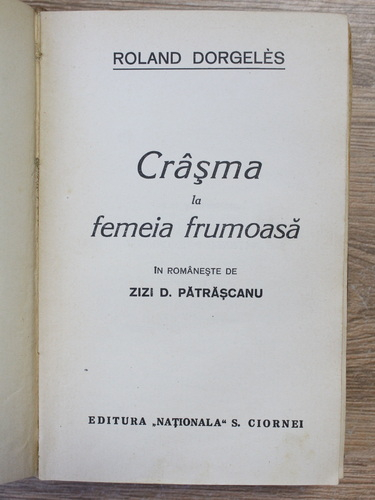 ROLAND DORGELÈS
Crâşma
la
femeia frumoasă
ÎN ROMÂNEŞTE DE
ZIZI D. PĂTRĂŞCANU
EDITURA „NAŢIONALA“ S. CIORNEI